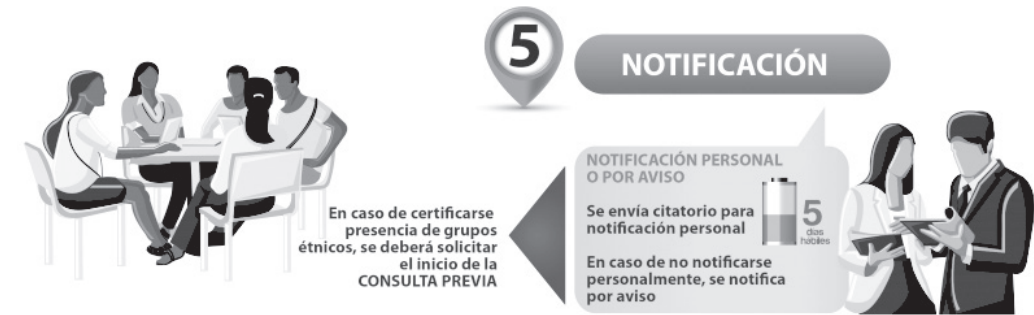 5
NOTIFICACIÓN
NOTIFICACIÓN PERSONAL
O POR AVISO
Se envía citatorio para
notificación personal
5
días
hábiles
En caso de no notificarse
personalmente, se notifica
por aviso
En caso de certificarse
presencia de grupos
étnicos, se deberá solicitar
el inicio de la
CONSULTA PREVIA